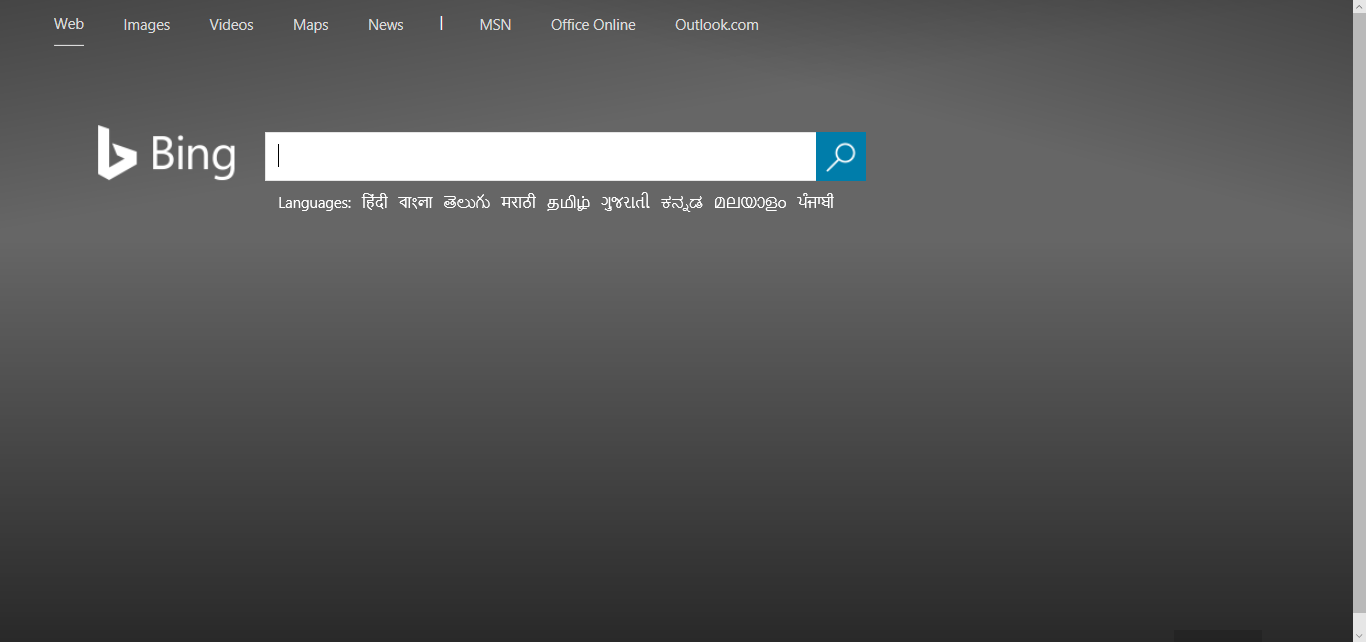 Web Images Videos Maps News | MSN Office Online Outlook.com
Bing
Languages: हिंदी বাংলা తెలుగు मराठी தமிழ் ગુજરાતી ಕನ್ನಡ മലയാളം ਪੰਜਾਬੀ